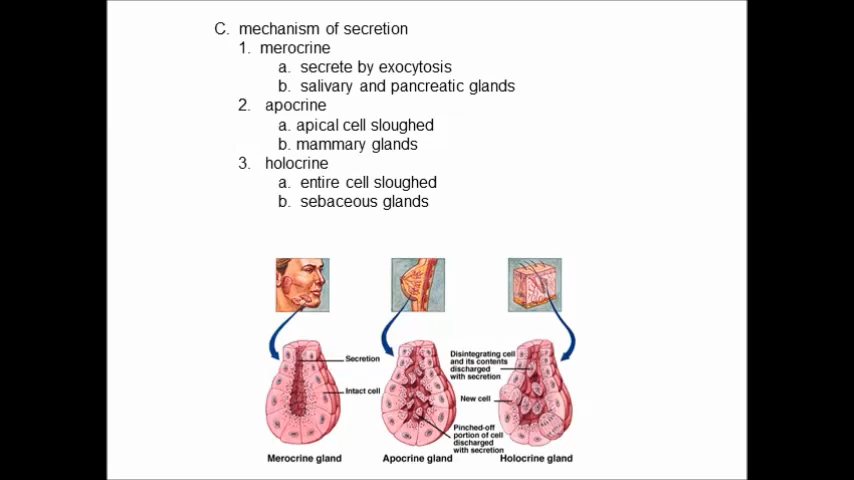 C. mechanism of secretion
1. merocrine
a. secrete by exocytosis
b. salivary and pancreatic glands
2. apocrine
a. apical cell sloughed
b. mammary glands
3. holocrine
a. entire cell sloughed
b. sebaceous glands
Secretion
Intact cell
Merocrine gland
Disintegrating cell
and its contents
discharged
with secretion
New cell
Pinched-off
portion of cell
discharged
with secretion
Apocrine gland
Holocrine gland